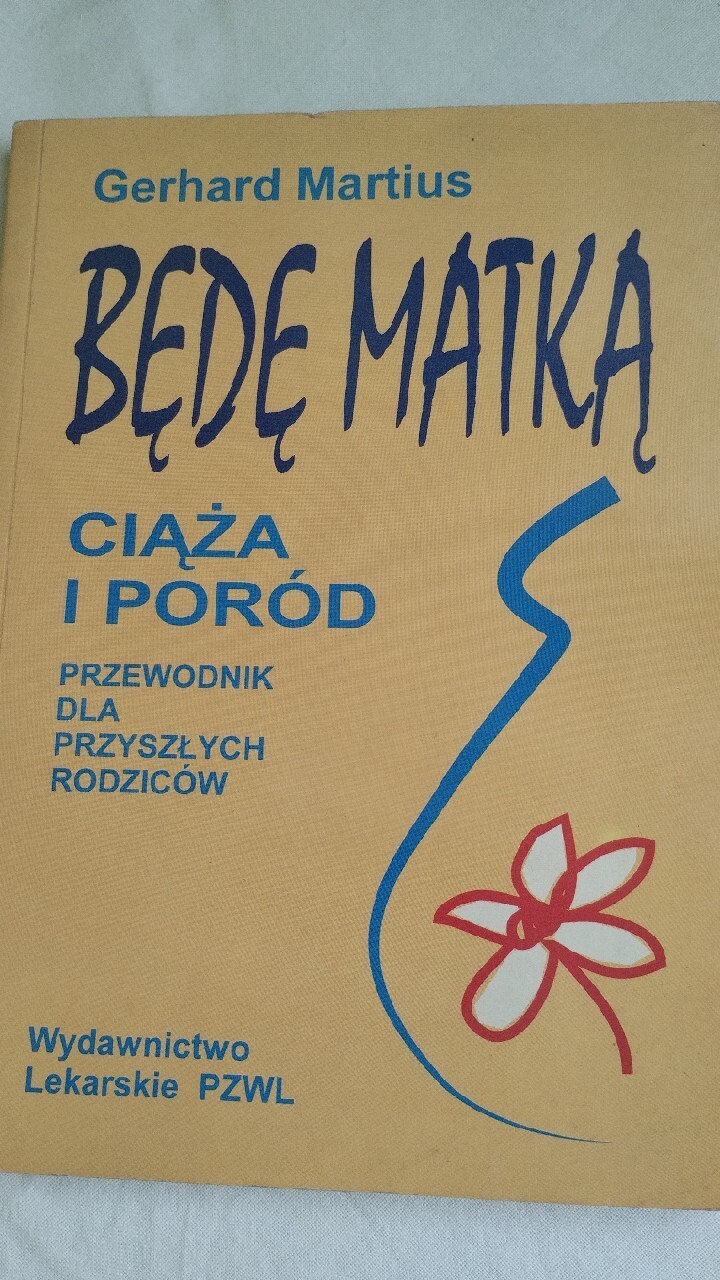 Gerhard Martius
BĘDĘ MATKĄ
CIĄŻA
I PORÓD
PRZEWODNIK
DLA
PRZYSZŁYCH
RODZICÓW
Wydawnictwo
Lekarskie PZWL